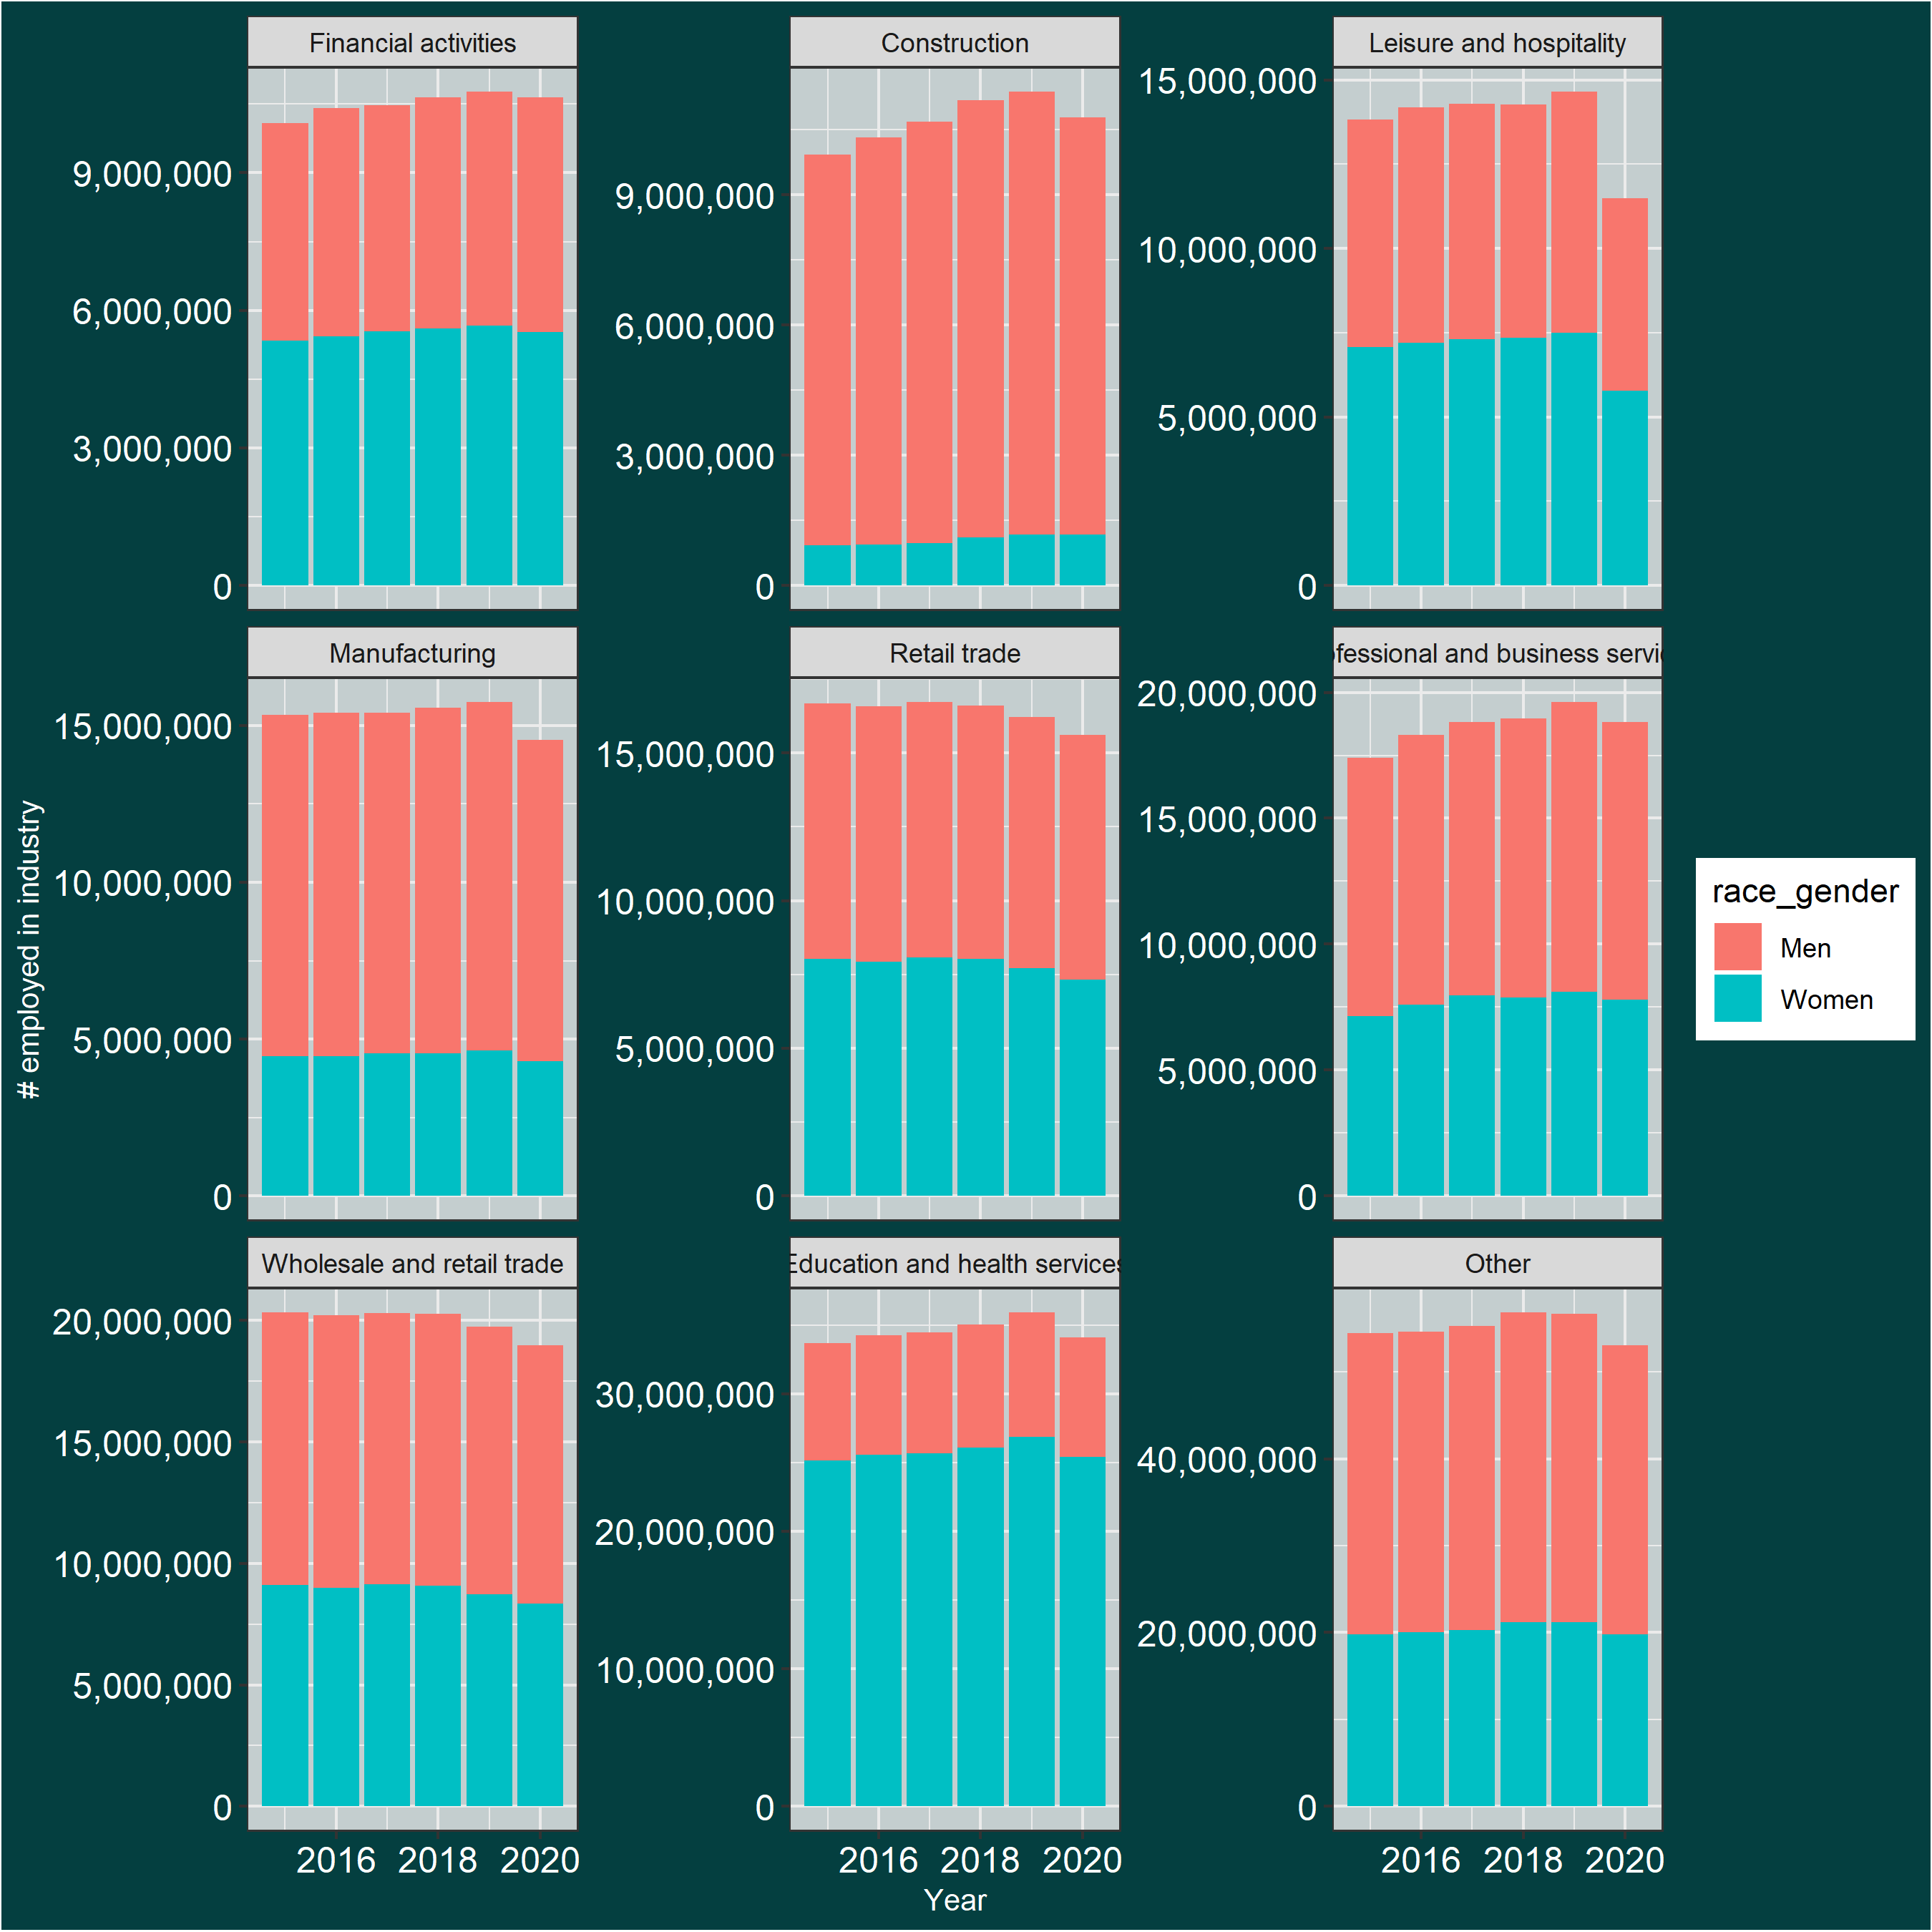 Financial activities
Construction
Leisure and hospitality
9,000,000
6,000,000
3,000,000
0
9,000,000
6,000,000
3,000,000
0
15,000,000
10,000,000
5,000,000
0
Manufacturing
Retail trade
ofessional and business servic
15,000,000
10,000,000
5,000,000
0
15,000,000
10,000,000
5,000,000
0
20,000,000
15,000,000
10,000,000
5,000,000
0
Wholesale and retail trade
Education and health services
Other
20,000,000
15,000,000
10,000,000
5,000,000
0
30,000,000
20,000,000
10,000,000
0
40,000,000
20,000,000
0
2016 2018 2020
2016 2018 2020
2016 2018 2020
Year
# employed in industry
race_gender
Men
Women